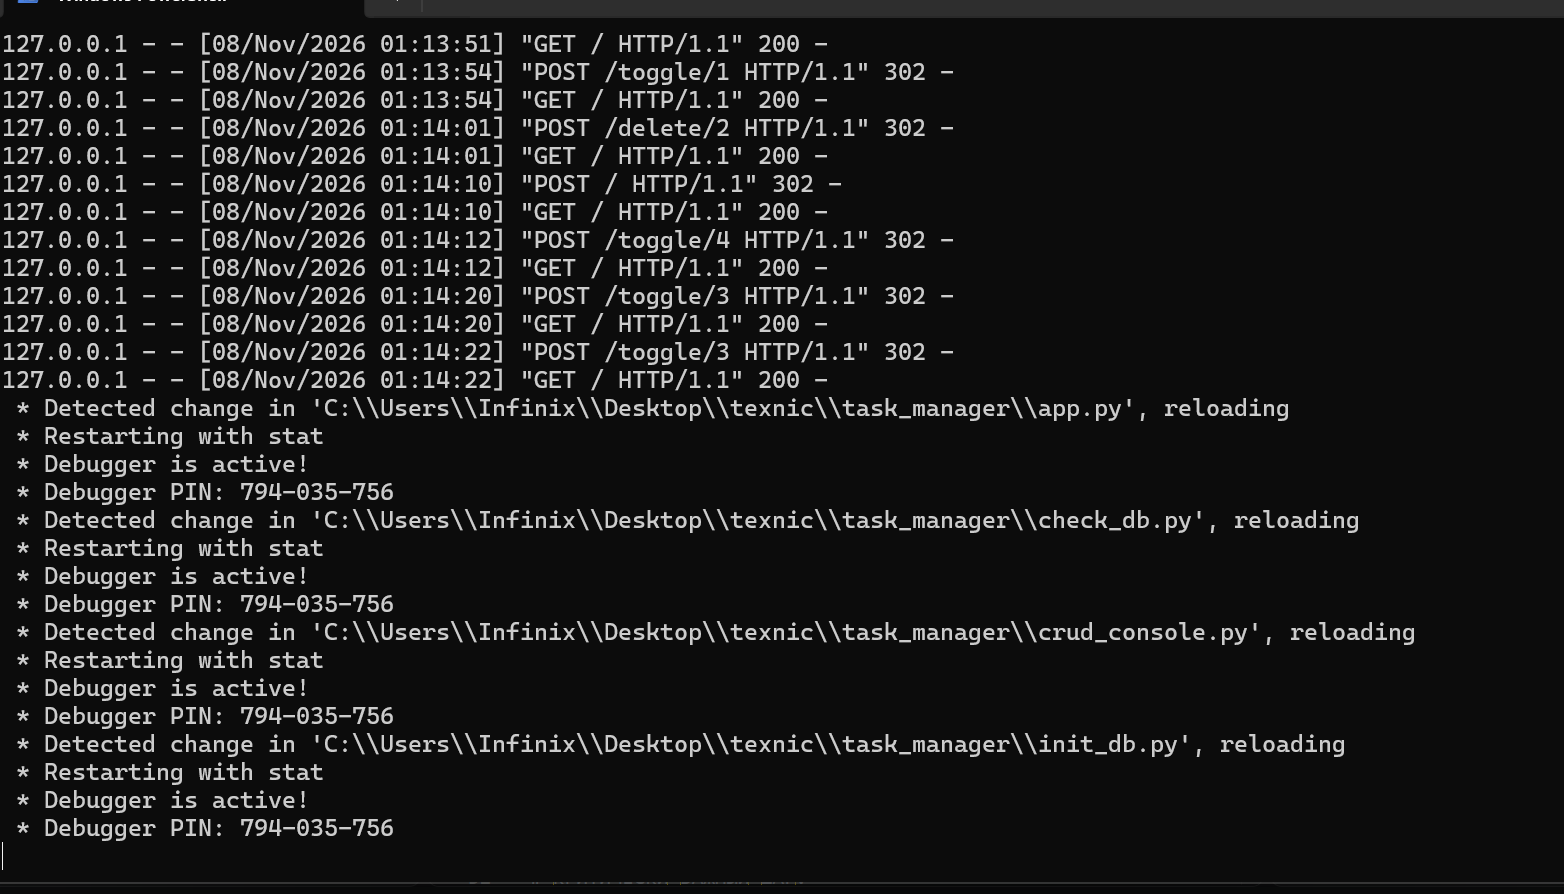 127.0.0.1 - - [08/Nov/2026 01:13:51] "GET / HTTP/1.1" 200 -
127.0.0.1 - - [08/Nov/2026 01:13:54] "POST /toggle/1 HTTP/1.1" 302 -
127.0.0.1 - - [08/Nov/2026 01:13:54] "GET / HTTP/1.1" 200 -
127.0.0.1 - - [08/Nov/2026 01:14:01] "POST /delete/2 HTTP/1.1" 302 -
127.0.0.1 - - [08/Nov/2026 01:14:01] "GET / HTTP/1.1" 200 -
127.0.0.1 - - [08/Nov/2026 01:14:10] "POST / HTTP/1.1" 302 -
127.0.0.1 - - [08/Nov/2026 01:14:10] "GET / HTTP/1.1" 200 -
127.0.0.1 - - [08/Nov/2026 01:14:12] "POST /toggle/4 HTTP/1.1" 302 -
127.0.0.1 - - [08/Nov/2026 01:14:12] "GET / HTTP/1.1" 200 -
127.0.0.1 - - [08/Nov/2026 01:14:20] "POST /toggle/3 HTTP/1.1" 302 -
127.0.0.1 - - [08/Nov/2026 01:14:20] "GET / HTTP/1.1" 200 -
127.0.0.1 - - [08/Nov/2026 01:14:22] "POST /toggle/3 HTTP/1.1" 302 -
127.0.0.1 - - [08/Nov/2026 01:14:22] "GET / HTTP/1.1" 200 -
 * Detected change in 'C:\\Users\\Infinix\\Desktop\\texnic\\task_manager\\app.py', reloading
 * Restarting with stat
 * Debugger is active!
 * Debugger PIN: 794-035-756
 * Detected change in 'C:\\Users\\Infinix\\Desktop\\texnic\\task_manager\\check_db.py', reloading
 * Restarting with stat
 * Debugger is active!
 * Debugger PIN: 794-035-756
 * Detected change in 'C:\\Users\\Infinix\\Desktop\\texnic\\task_manager\\crud_console.py', reloading
 * Restarting with stat
 * Debugger is active!
 * Debugger PIN: 794-035-756
 * Detected change in 'C:\\Users\\Infinix\\Desktop\\texnic\\task_manager\\init_db.py', reloading
 * Restarting with stat
 * Debugger is active!
 * Debugger PIN: 794-035-756